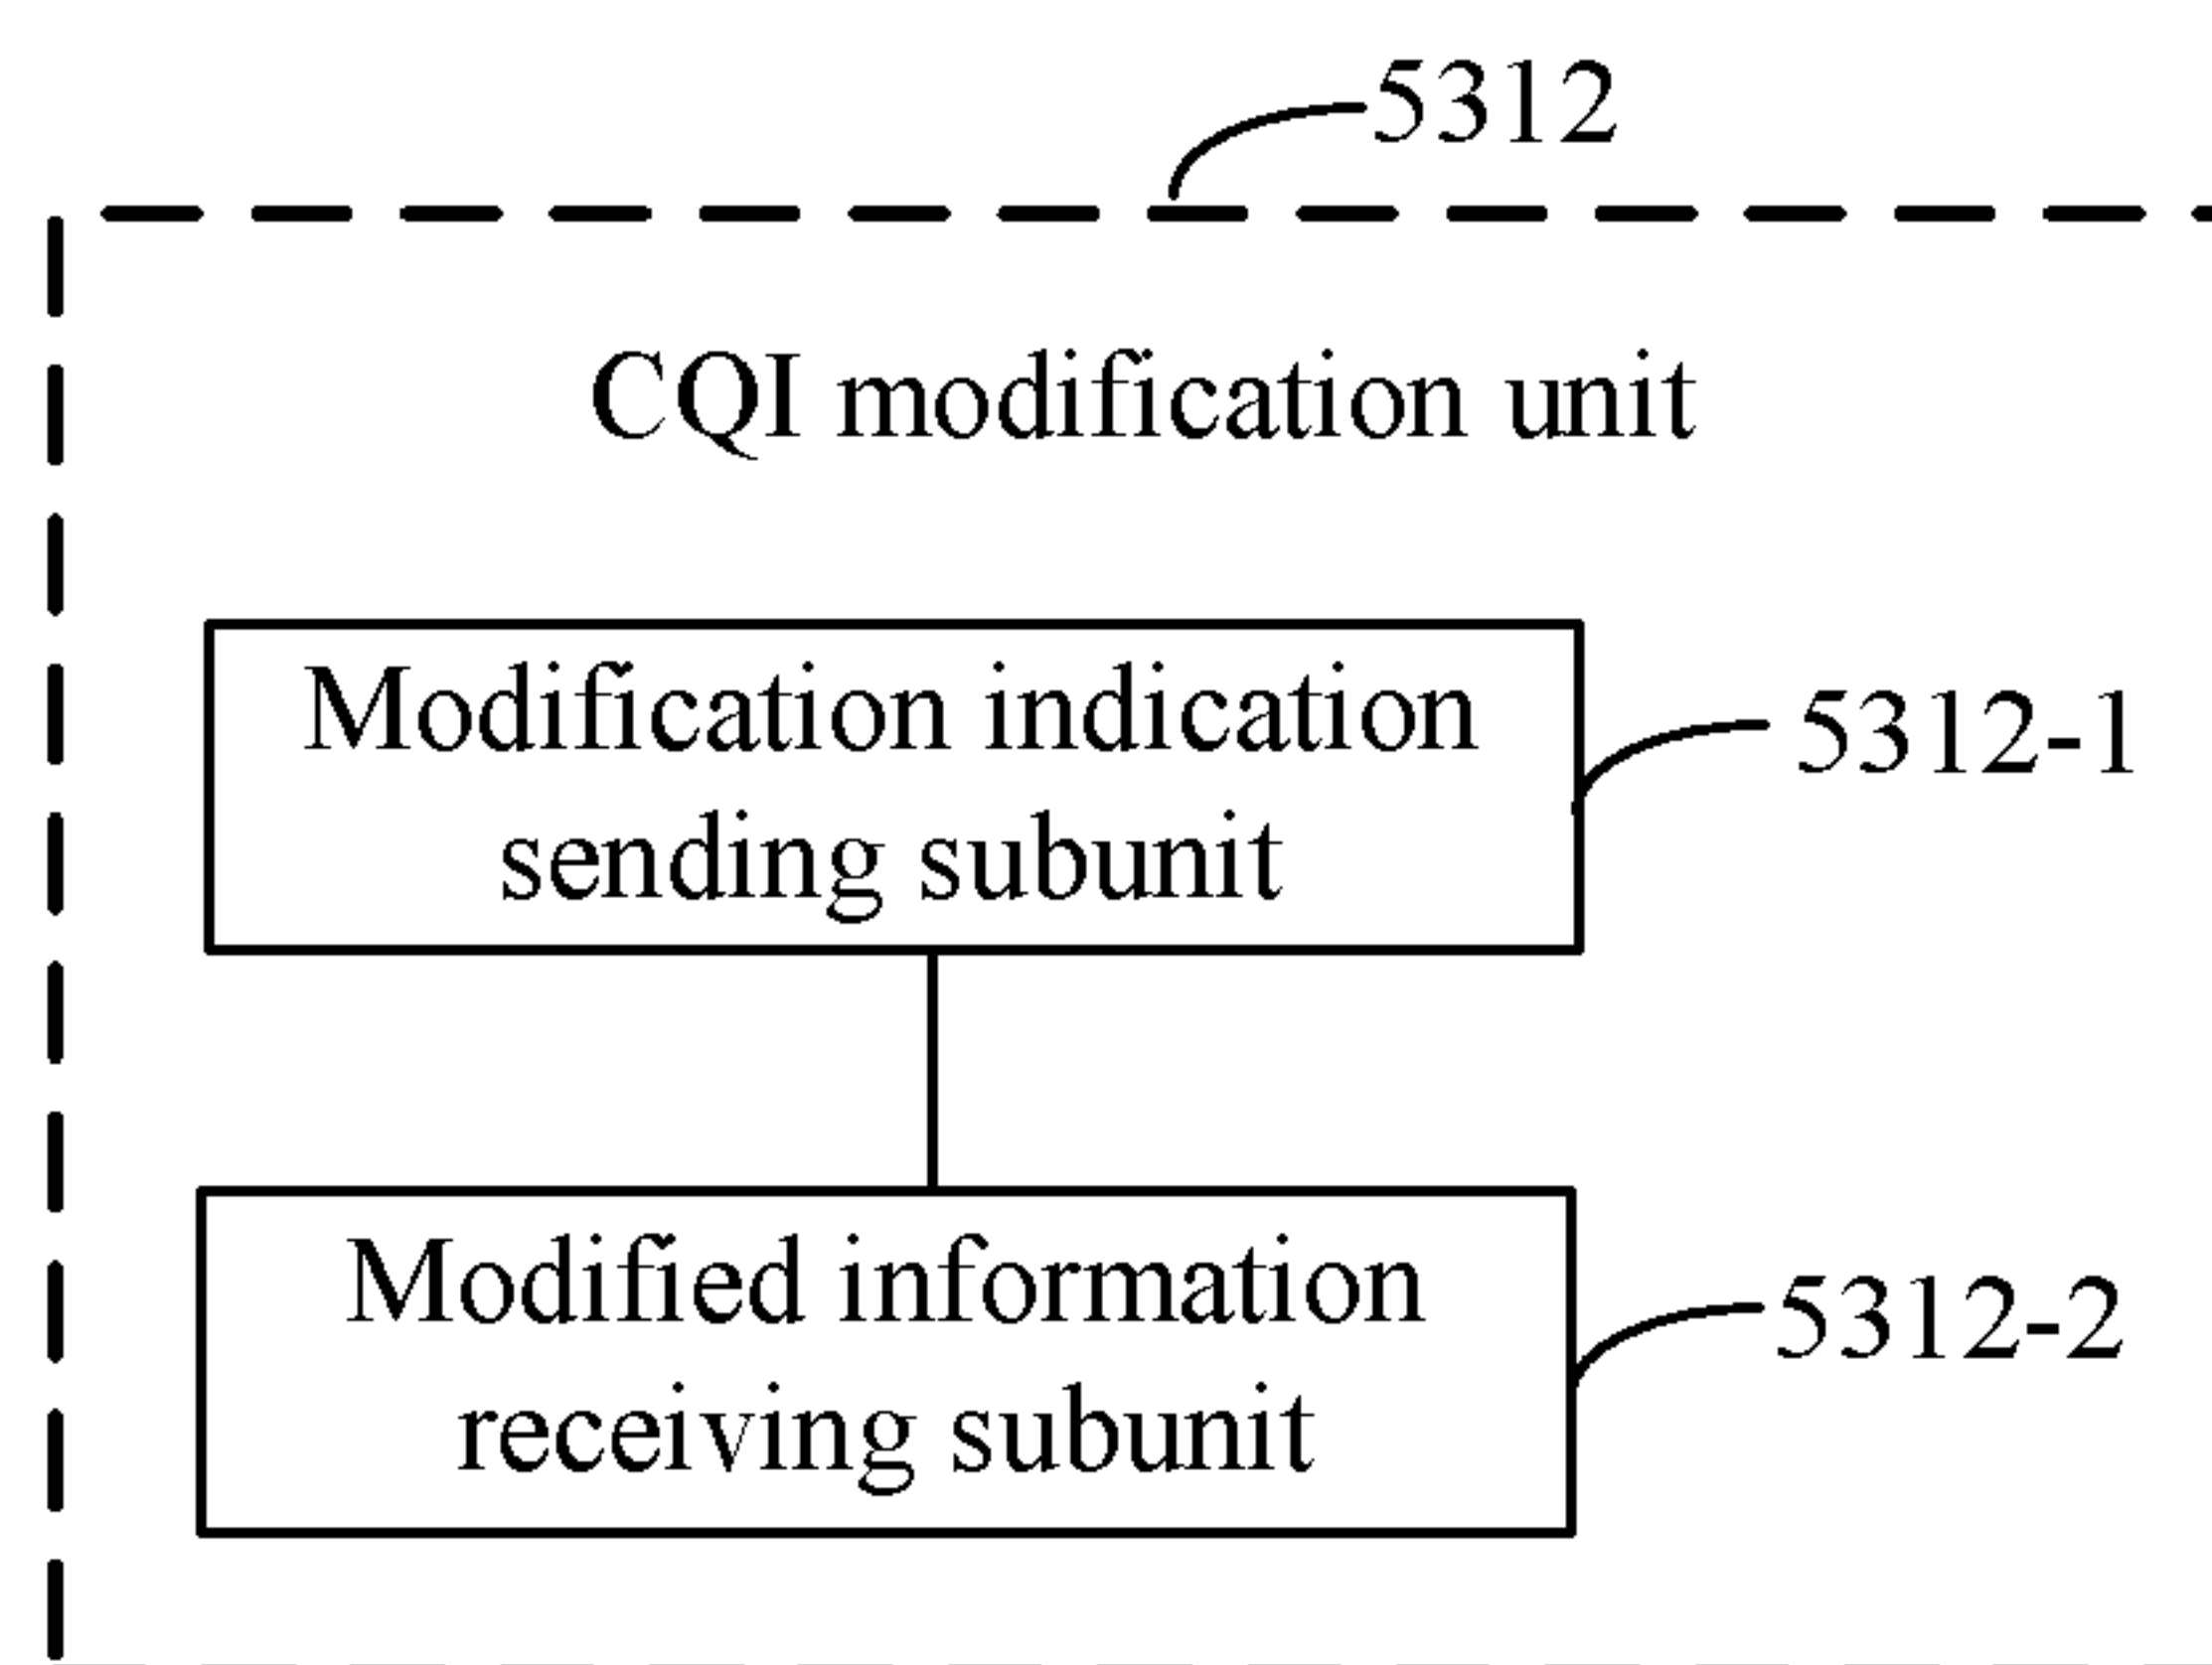 5312
CQI modification unit
Modification indication
sending subunit
5312-1
Modified information
receiving subunit
5312-2